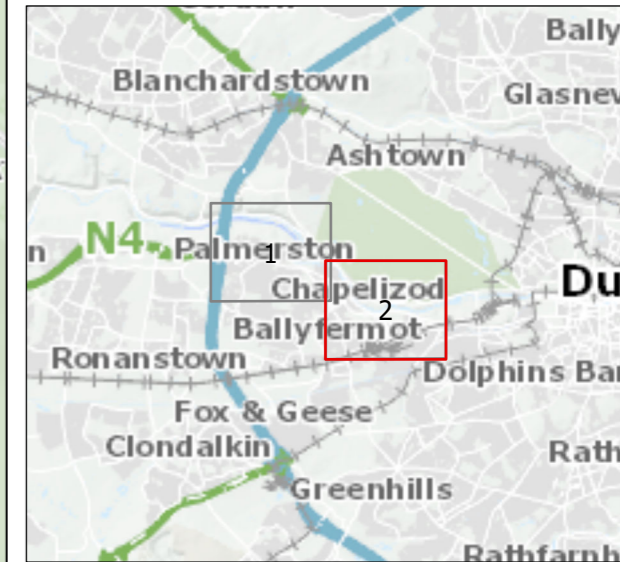 Blanchardstown
Bally
Glasnev
Ashtown
N4
n
Palmerston
1
Chapelizod
Du
2
Ballyfermot
Ronanstown
Dolphins Bar
Fox & Geese
Clondalkin
Rath
Greenhills
Rathfarnh